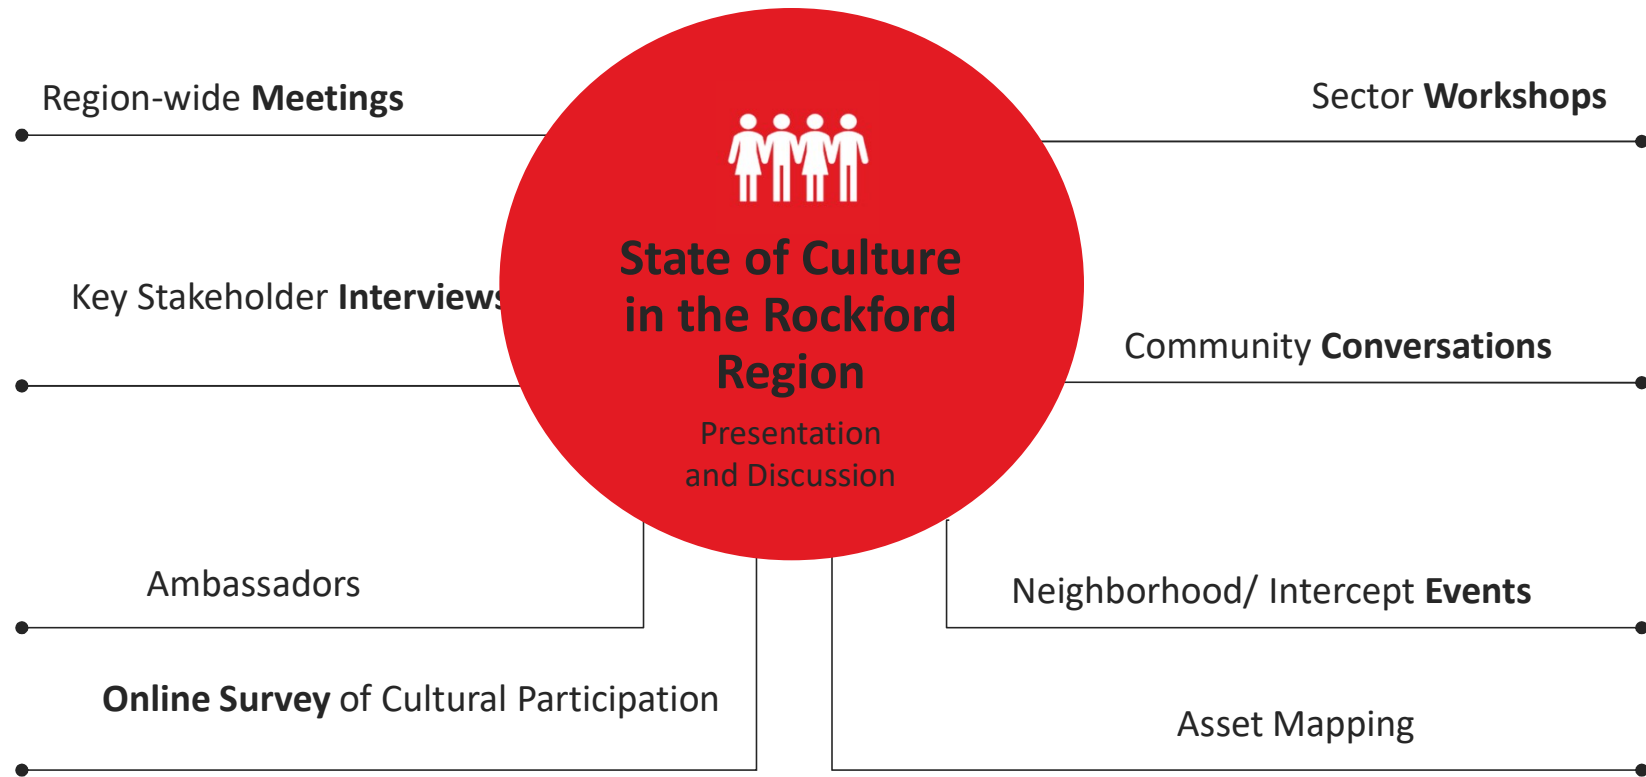 Region-wide Meetings
Sector Workshops
State of Culture
in the Rockford
Region
Presentation
and Discussion
Key Stakeholder Interviews
Community Conversations
Ambassadors
Neighborhood/ Intercept Events
Online Survey of Cultural Participation
Asset Mapping